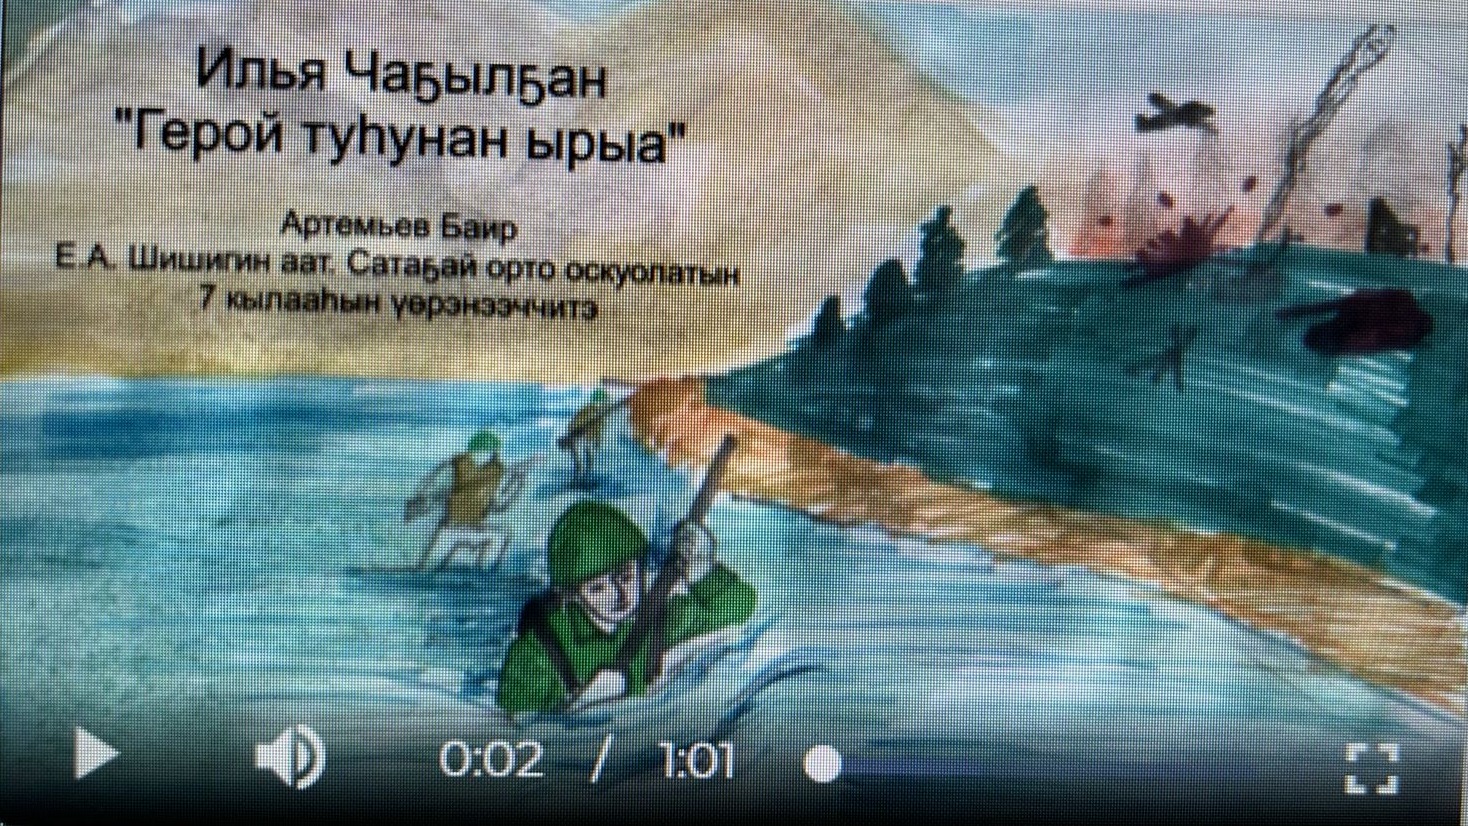 Илья Чаҕылҕан
"Герой туһунан ырыа"
Артемьев Баир
Е.А. Шишигин аат. Сатаҕай орто оскуолатын
7 кылааһын үөрэнээччитэ
0:02 / 1:01